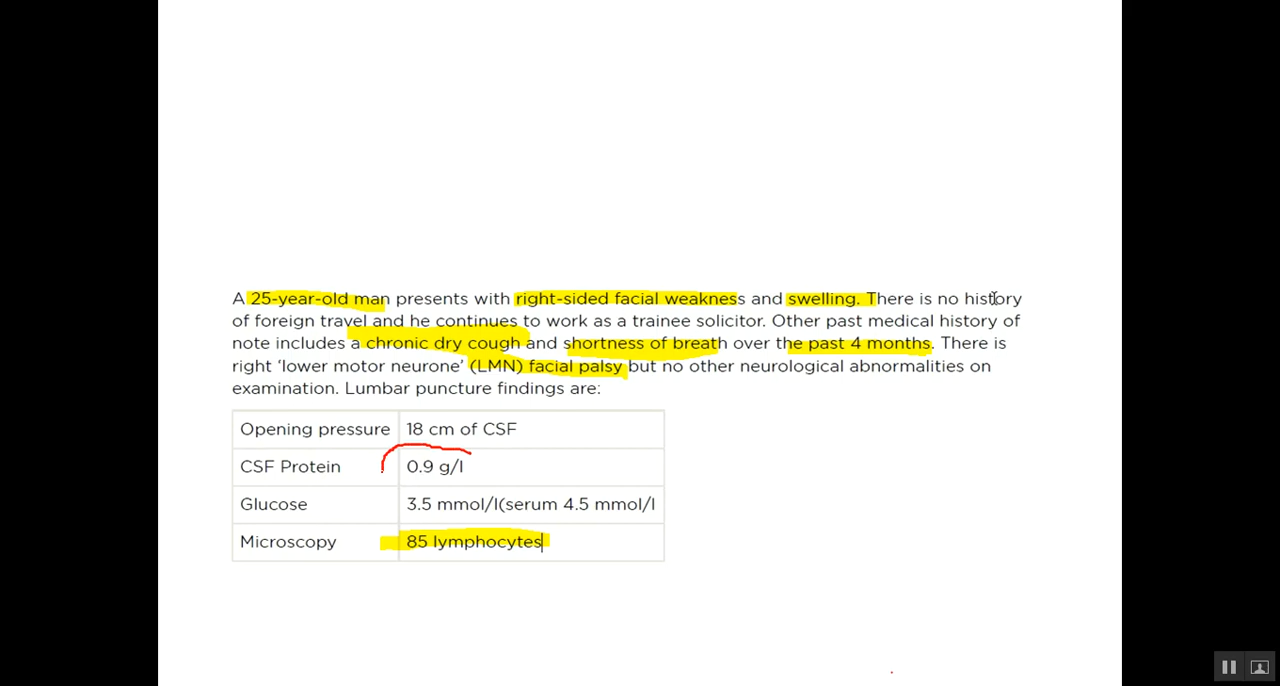 A 25-year-old man presents with right-sided facial weakness and swelling. There is no history
of foreign travel and he continues to work as a trainee solicitor. Other past medical history of
note includes a chronic dry cough and shortness of breath over the past 4 months. There is
right ‘lower motor neurone’ (LMN) facial palsy but no other neurological abnormalities on
examination. Lumbar puncture findings are:
Opening pressure 18 cm of CSF
CSF Protein 0.9 g/l
Glucose 3.5 mmol/l(serum 4.5 mmol/l
Microscopy 85 lymphocytes